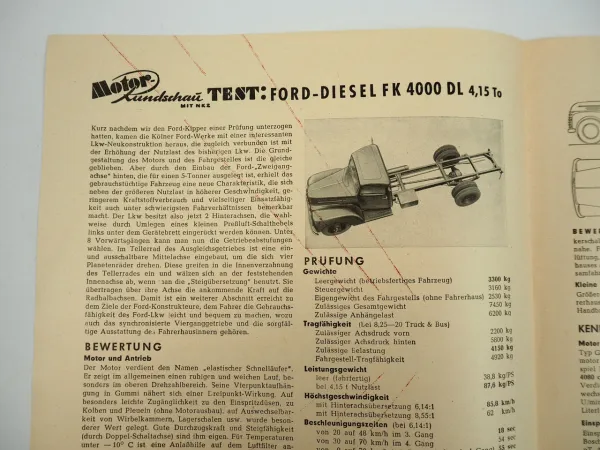 Motor-
Rundschau
MIT NKZ
TEST: FORD-DIESEL FK 4000 DL 4,15 To
Kurz nachdem wir den Ford-Kipper einer Prüfung unterzogen
hatten, kamen die Kölner Ford-Werke mit einer interessanten
Lkw-Neukonstruktion heraus, die zugleich verbunden ist mit
der Erhöhung der Nutzlast des bisherigen Lkw. Die Grund-
gestaltung des Motors und des Fahrgestelles ist die gleiche
geblieben. Aber durch den Einbau der Ford-„Zweigang-
achse" hinten, die für einen 5-Tonner ausgelegt ist, erhielt das
gebrauchstüchtige Fahrzeug eine neue Charakteristik, die sich
neben der größeren Nutzlast in höherer Geschwindigkeit, ge-
ringerem Kraftstoffverbrauch und vielseitiger Einsatzfähig-
keit auch unter schwierigsten Fahrverhältnissen bemerkbar
macht. Der Lkw besitzt also jetzt 2 Hinterachsen, die wahl-
weise durch Umlegen eines kleinen Preßluft-Schalthebels
links unter dem Gerätebrett eingerückt werden können. Unter
8 Vorwärtsgängen kann man nun die Getriebeabstufungen
wählen. Im Tellerrad des Ausgleichgetriebes ist eine ein-
und ausschaltbare Mittelachse eingebaut, um die sich vier
Planetenräder drehen. Diese greifen in die Innenverzahnung
des Tellerrades ein und wälzen sich an der feststehenden
Innenachse ab, wenn die „Steigübersetzung" benutzt. Sie
übertragen über ihre Achse die ankommende Kraft auf die
Radhalbachsen. Damit ist ein weiterer Abschnitt erreicht zu
dem Ziele der Ford-Konstrukteure, dem Fahrer die Gebrauchs-
fähigkeit des Ford-Lkw leicht und bequem zu machen, wozu
auch das synchronisierte Vierganggetriebe und die sorgfäl-
tige Ausstattung des Fahrerhausinnern gehören.
BEWERTUNG
Motor und Antrieb
Der Motor verdient den Namen „elastischer Schnelläufer".
Er zeigt im allgemeinen einen ruhigen und weichen Lauf, be-
sonders im oberen Drehzahlbereich. Seine Vierpunktaufhän-
gung in Gummi nähert sich einer Dreipunkt-Wirkung. Auf
besonders leichte Zugänglichkeit zu den Einspritzdüsen, zu
Kolben und Pleueln (ohne Motorausbau), auf Auswechselbar-
keit von Wirbelkammern, Lagerschalen usw. wurde beson-
derer Wert gelegt. Gute Durchzugskraft und Steigfähigkeit
(durch Doppel-Schaltachse) sind ihm eigen. Für Temperaturen
unter — 10° C ist eine Anlaßhilfe auf dem Luftfilter an-
PRÜFUNG
Gewichte
Leergewicht (betriebsfertiges Fahrzeug) 3300 kg
Steuergewicht 3160 kg
Eigengewicht des Fahrgestells (ohne Fahrerhaus) 2530 kg
Zulässiges Gesamtgewicht 7450 kg
Zulässige Anhängelast 6200 kg
Tragfähigkeit (Bei 8,25—20 Truck & Bus)
Zulässiger Achsdruck vorn 2200 kg
Zulässiger Achsdruck hinten 5600 kg
Zulässige Belastung 4150 kg
Fahrgestell-Tragfähigkeit 4920 kg
Leistungsgewicht
leer (fahrfertig) 38,8 kg/PS
bei 4,15 t Nutzlast 87,6 kg/PS
Höchstgeschwindigkeit
mit Hinterachsübersetzung 6,14:1 85,8 km/h
mit Hinterachsübersetzung 8,55:1 62 km/h
Beschleunigungszeiten (bei 6,14:1)
von 20 auf 48 km/h im 3. Gang 18 sec
von 30 auf 70 km/h im 4. Gang 54 sec